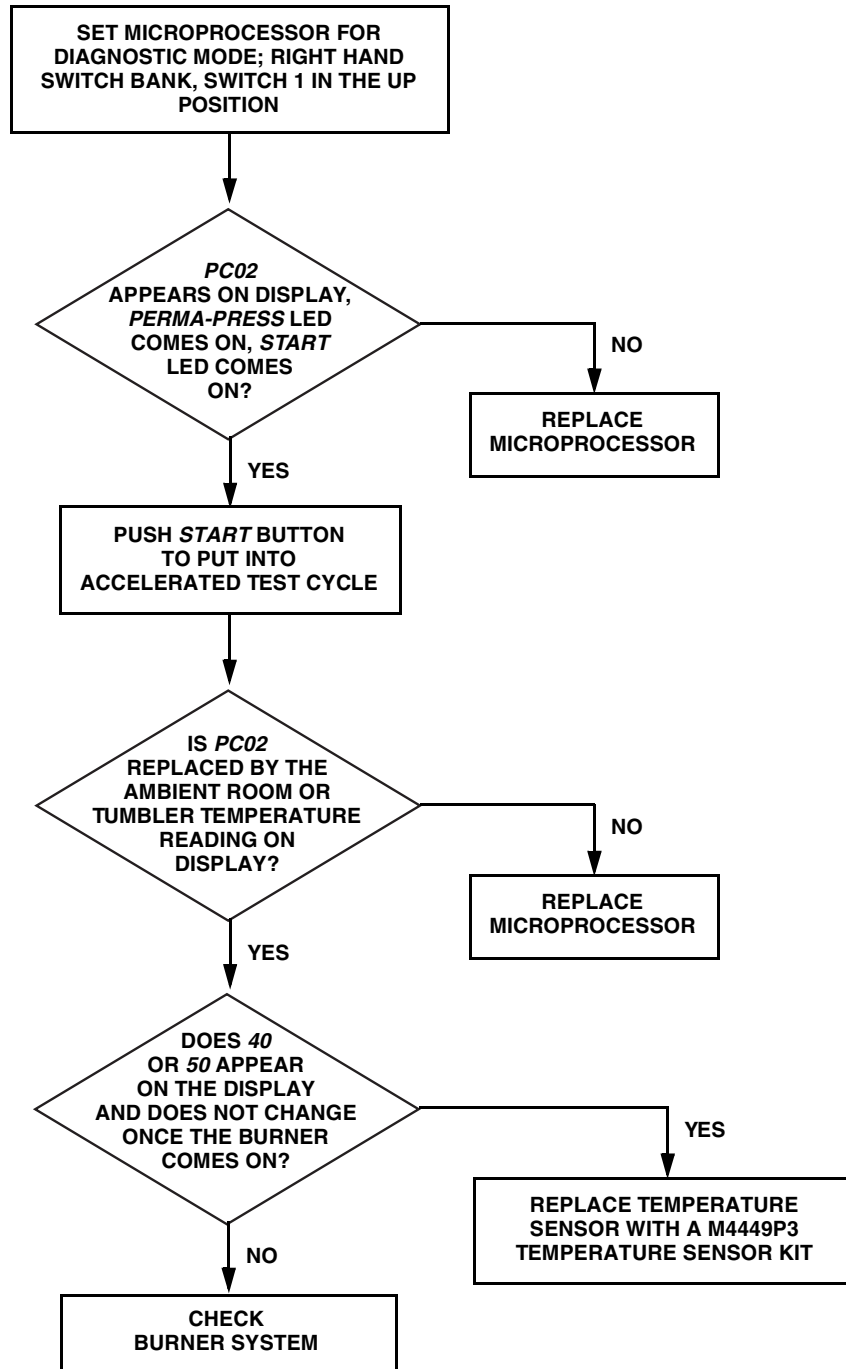 SET MICROPROCESSOR FOR
DIAGNOSTIC MODE; RIGHT HAND
SWITCH BANK, SWITCH 1 IN THE UP
POSITION
PC02
APPEARS ON DISPLAY,
PERMA-PRESS LED
COMES ON, START
LED COMES
ON?
NO
REPLACE
MICROPROCESSOR
YES
PUSH START BUTTON
TO PUT INTO
ACCELERATED TEST CYCLE
IS PC02
REPLACED BY THE
AMBIENT ROOM OR
TUMBLER TEMPERATURE
READING ON
DISPLAY?
NO
REPLACE
MICROPROCESSOR
YES
DOES 40
OR 50 APPEAR
ON THE DISPLAY
AND DOES NOT CHANGE
ONCE THE BURNER
COMES ON?
YES
REPLACE TEMPERATURE
SENSOR WITH A M4449P3
TEMPERATURE SENSOR KIT
NO
CHECK
BURNER SYSTEM